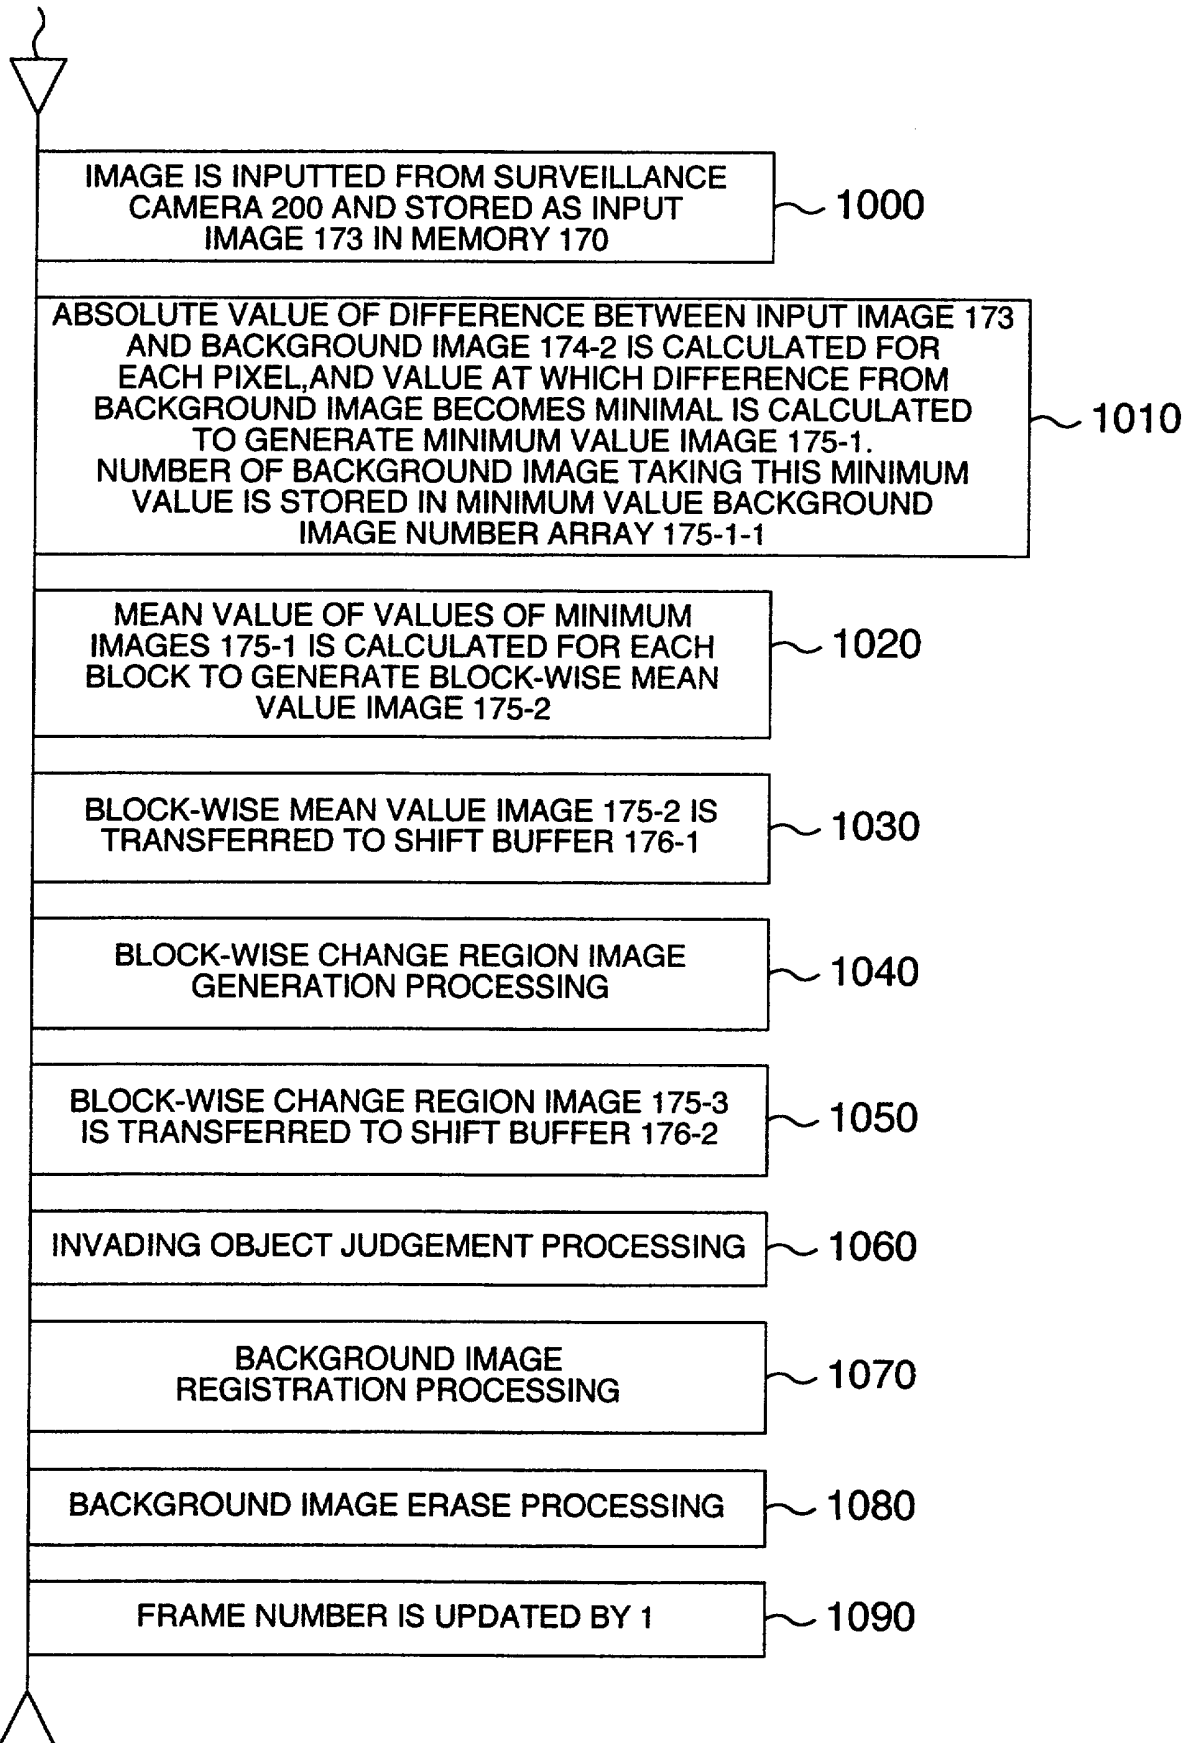 IMAGE IS INPUTTED FROM SURVEILLANCE
CAMERA 200 AND STORED AS INPUT
IMAGE 173 IN MEMORY 170
1000
ABSOLUTE VALUE OF DIFFERENCE BETWEEN INPUT IMAGE 173
AND BACKGROUND IMAGE 174-2 IS CALCULATED FOR
EACH PIXEL,AND VALUE AT WHICH DIFFERENCE FROM
BACKGROUND IMAGE BECOMES MINIMAL IS CALCULATED
TO GENERATE MINIMUM VALUE IMAGE 175-1.
NUMBER OF BACKGROUND IMAGE TAKING THIS MINIMUM
VALUE IS STORED IN MINIMUM VALUE BACKGROUND
IMAGE NUMBER ARRAY 175-1-1
1010
MEAN VALUE OF VALUES OF MINIMUM
IMAGES 175-1 IS CALCULATED FOR EACH
BLOCK TO GENERATE BLOCK-WISE MEAN
VALUE IMAGE 175-2
1020
BLOCK-WISE MEAN VALUE IMAGE 175-2 IS
TRANSFERRED TO SHIFT BUFFER 176-1
1030
BLOCK-WISE CHANGE REGION IMAGE
GENERATION PROCESSING
1040
BLOCK-WISE CHANGE REGION IMAGE 175-3
IS TRANSFERRED TO SHIFT BUFFER 176-2
1050
INVADING OBJECT JUDGEMENT PROCESSING
1060
BACKGROUND IMAGE
REGISTRATION PROCESSING
1070
BACKGROUND IMAGE ERASE PROCESSING
1080
FRAME NUMBER IS UPDATED BY 1
1090